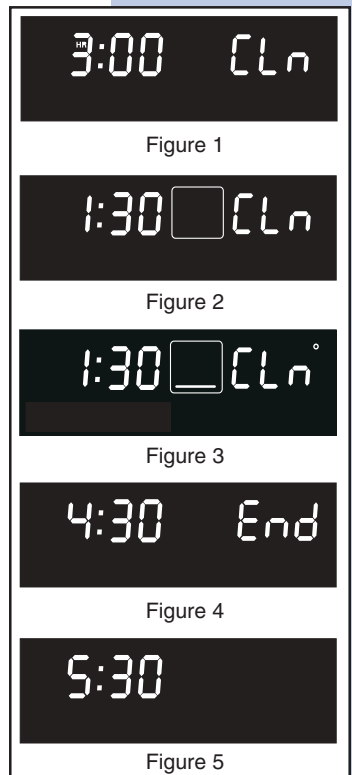 HR
3:00 CLn
Figure 1
1:30 CLn
Figure 2
1:30 CLn°
Figure 3
4:30 End
Figure 4
5:30
Figure 5